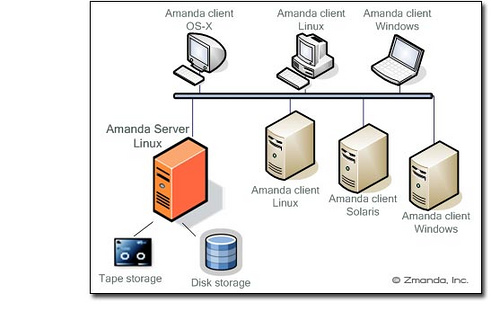 Amanda client
OS-X
Amanda client
Linux
Amanda client
Windows
Amanda Server
Linux
Amanda client
Linux
Amanda client
Solaris
Amanda client
Windows
Tape storage
Disk storage
© Zmanda, Inc.